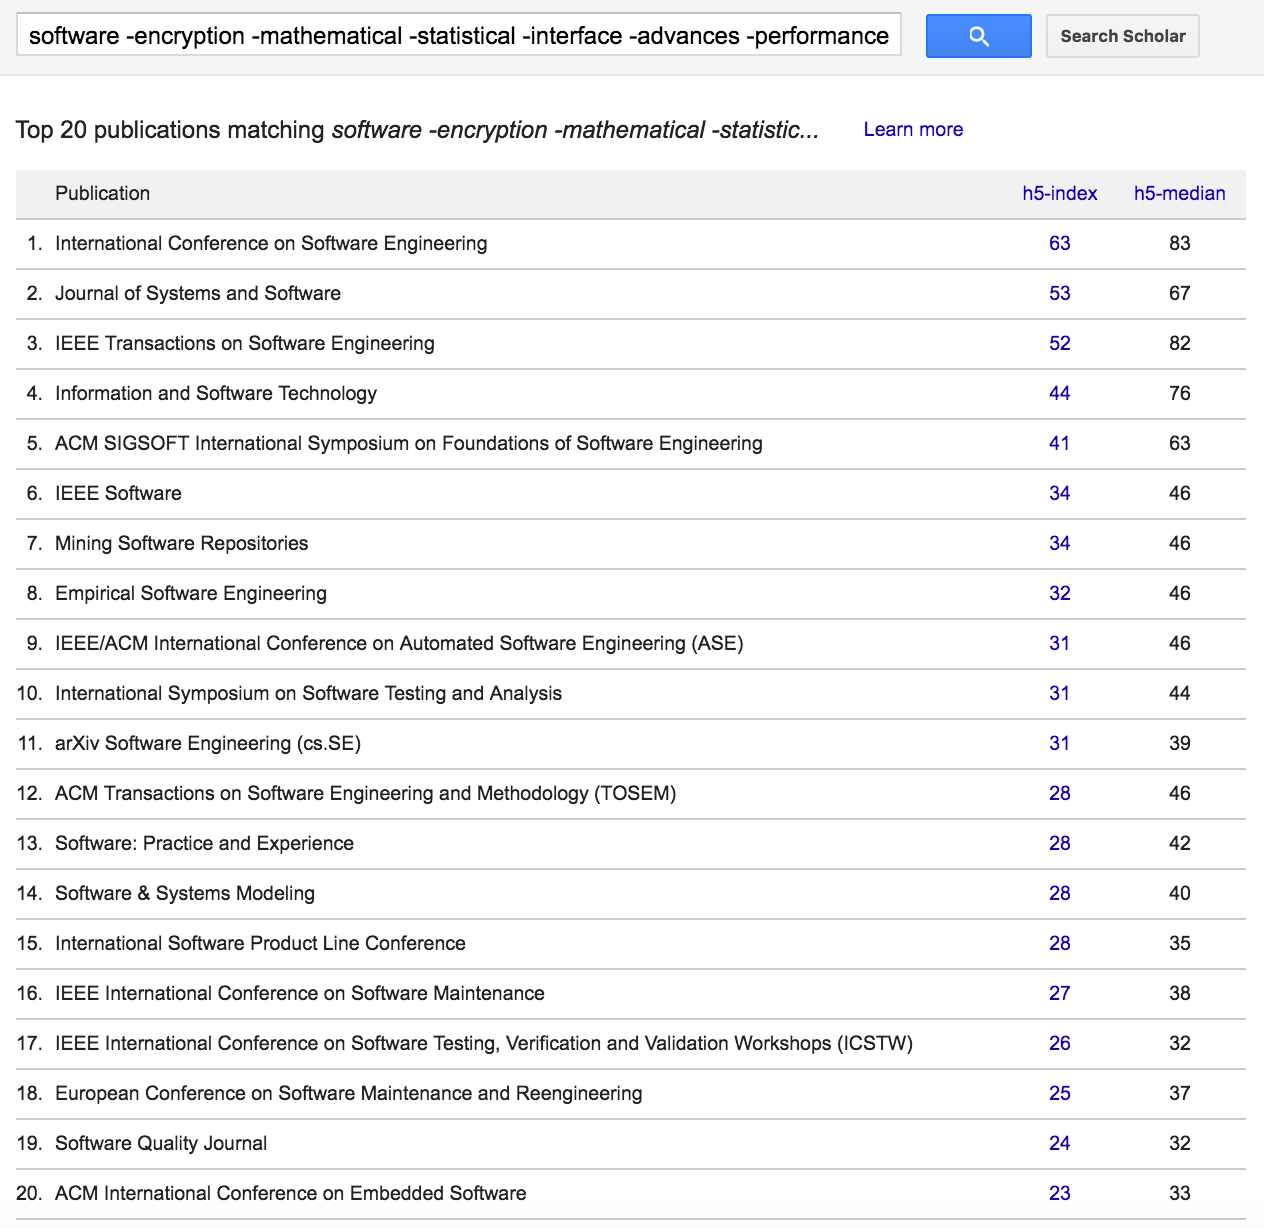 software -encryption -mathematical -statistical -interface -advances -performance
Search Scholar
Top 20 publications matching software -encryption -mathematical -statistic... Learn more
Publication h5-index h5-median
1. International Conference on Software Engineering 63 83
2. Journal of Systems and Software 53 67
3. IEEE Transactions on Software Engineering 52 82
4. Information and Software Technology 44 76
5. ACM SIGSOFT International Symposium on Foundations of Software Engineering 41 63
6. IEEE Software 34 46
7. Mining Software Repositories 34 46
8. Empirical Software Engineering 32 46
9. IEEE/ACM International Conference on Automated Software Engineering (ASE) 31 46
10. International Symposium on Software Testing and Analysis 31 44
11. arXiv Software Engineering (cs.SE) 31 39
12. ACM Transactions on Software Engineering and Methodology (TOSEM) 28 46
13. Software: Practice and Experience 28 42
14. Software & Systems Modeling 28 40
15. International Software Product Line Conference 28 35
16. IEEE International Conference on Software Maintenance 27 38
17. IEEE International Conference on Software Testing, Verification and Validation Workshops (ICSTW) 26 32
18. European Conference on Software Maintenance and Reengineering 25 37
19. Software Quality Journal 24 32
20. ACM International Conference on Embedded Software 23 33